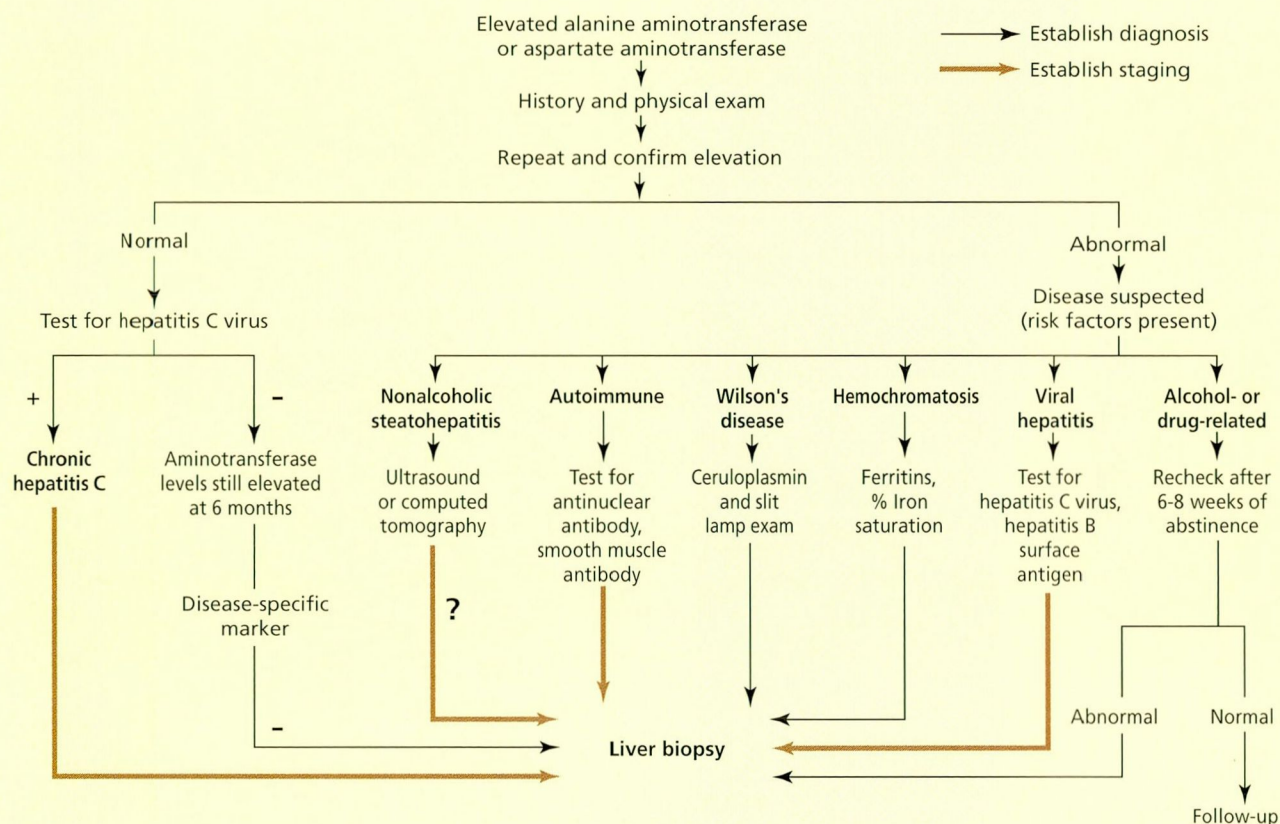 Elevated alanine aminotransferase
or aspartate aminotransferase
Establish diagnosis
Establish staging
History and physical exam
Repeat and confirm elevation
Normal
Abnormal
Test for hepatitis C virus
Disease suspected
(risk factors present)
+
–
Chronic
hepatitis C
Aminotransferase
levels still elevated
at 6 months
Disease-specific
marker
–
Nonalcoholic
steatohepatitis
Ultrasound
or computed
tomography
?
Autoimmune
Test for
antinuclear
antibody,
smooth muscle
antibody
Wilson's
disease
Ceruloplasmin
and slit
lamp exam
Hemochromatosis
Ferritins,
% Iron
saturation
Viral
hepatitis
Test for
hepatitis C virus,
hepatitis B
surface
antigen
Alcohol- or
drug-related
Recheck after
6-8 weeks of
abstinence
Abnormal
Normal
Liver biopsy
Follow-up